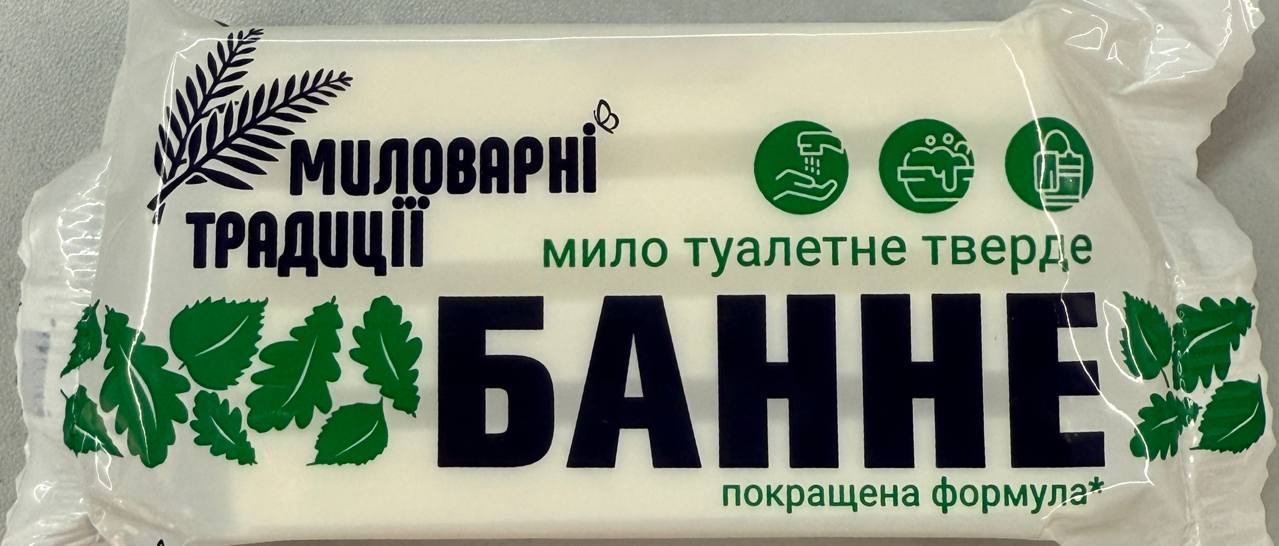 МИЛОВАРНІ
ТРАДИЦІЇ
мило туалетне тверде
БАННЕ
покращена формула*